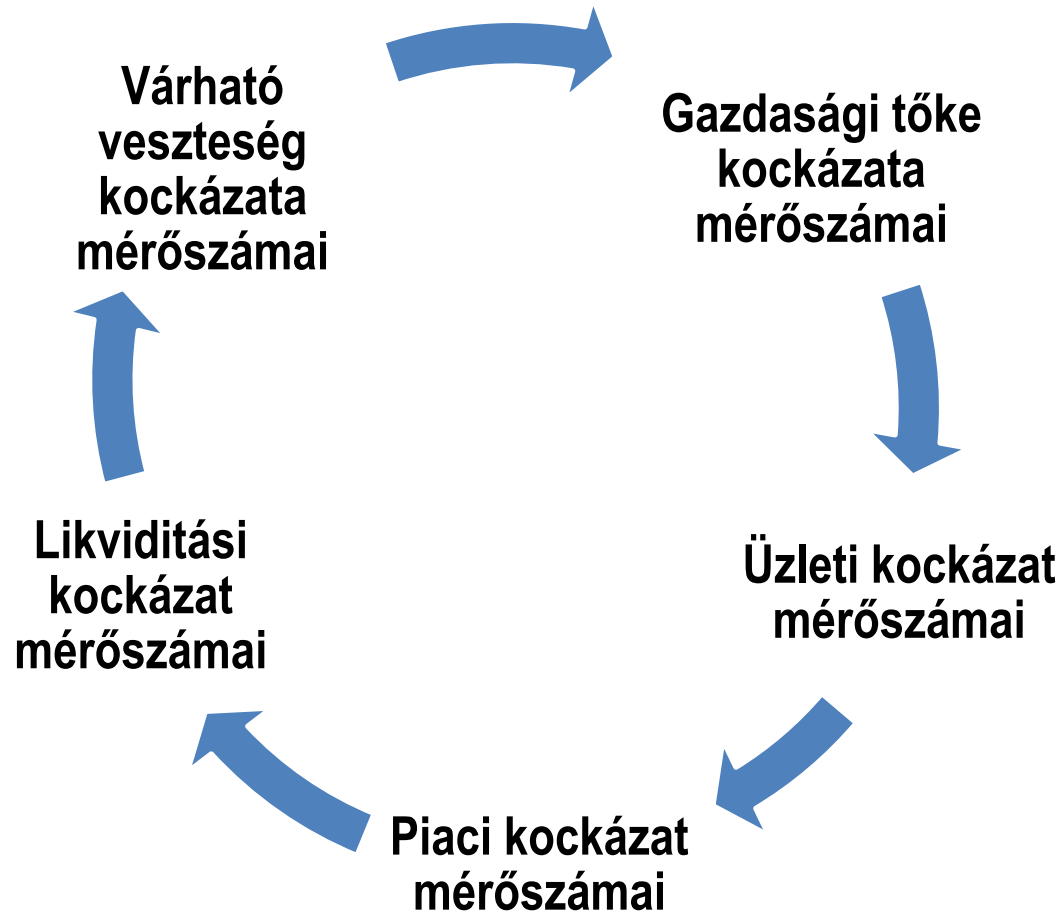 Várható
veszteség
kockázata
mérőszámai
Gazdasági tőke
kockázata
mérőszámai
Üzleti kockázat
mérőszámai
Piaci kockázat
mérőszámai
Likviditási
kockázat
mérőszámai